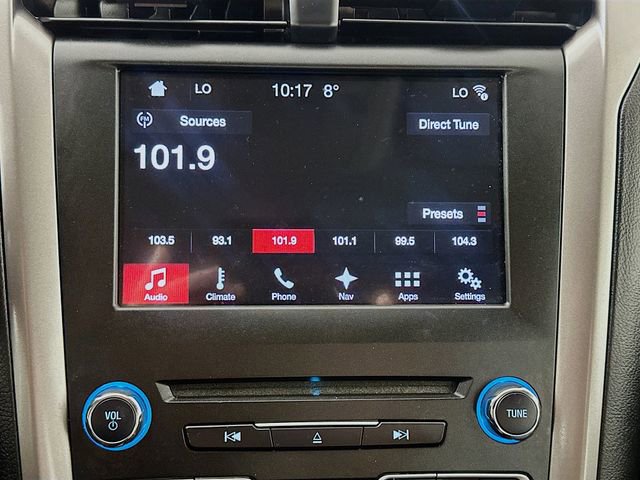 LO 10:17 8° LO
FM Sources Direct Tune
101.9
Presets
103.5 93.1 101.9 101.1 99.5 104.3
Audio Climate Phone Nav Apps Settings
VOL TUNE